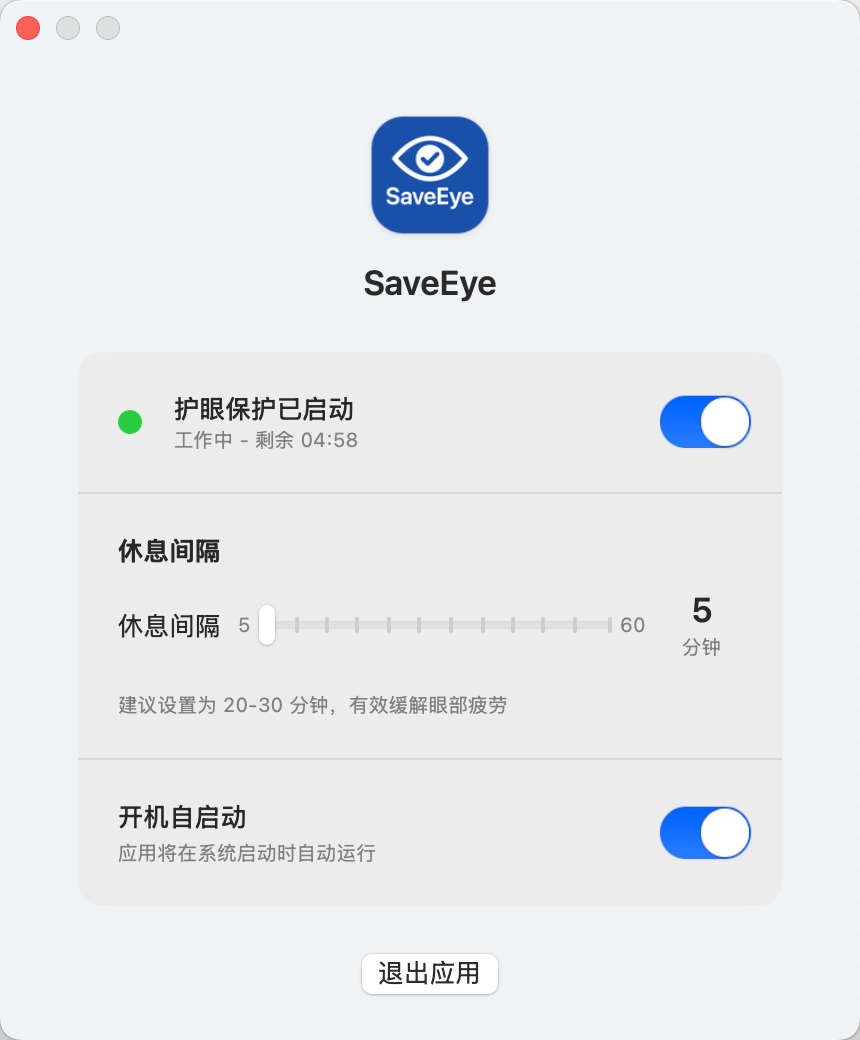 SaveEye
SaveEye
护眼保护已启动
工作中 - 剩余 04:58
休息间隔
休息间隔 5 60 5
分钟
建议设置为 20-30 分钟，有效缓解眼部疲劳
开机自启动
应用将在系统启动时自动运行
退出应用